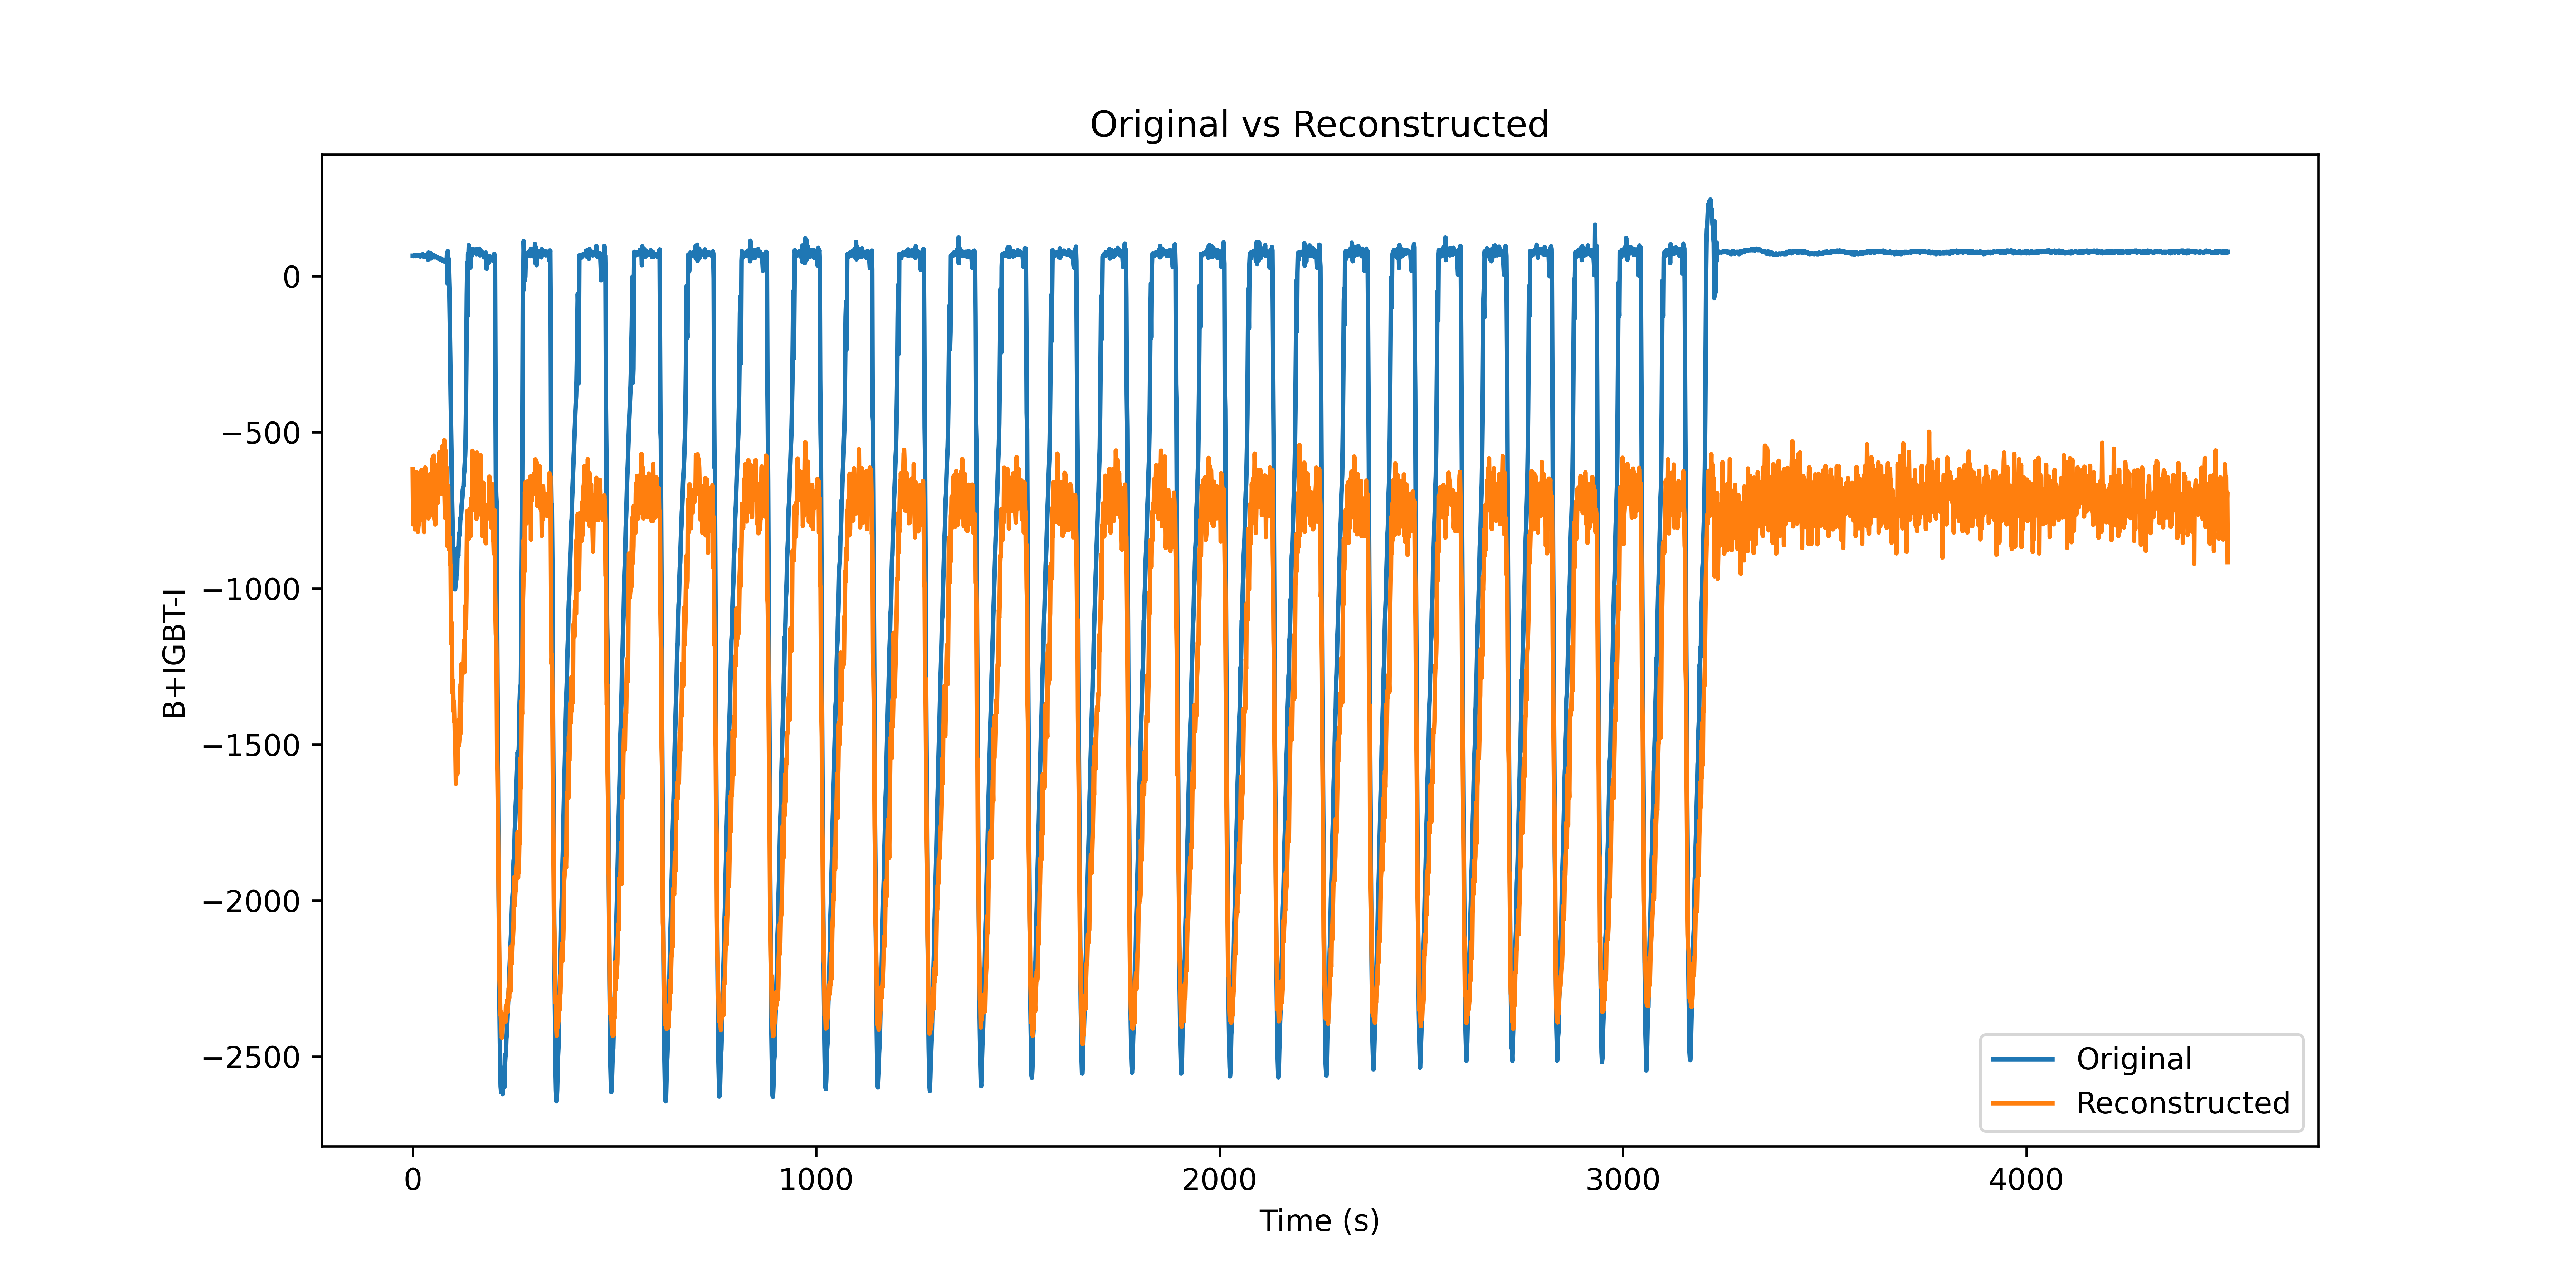 Original vs Reconstructed
B+IGBT-I
0
−500
−1000
−1500
−2000
−2500
0
1000
2000
3000
4000
Time (s)
Original
Reconstructed